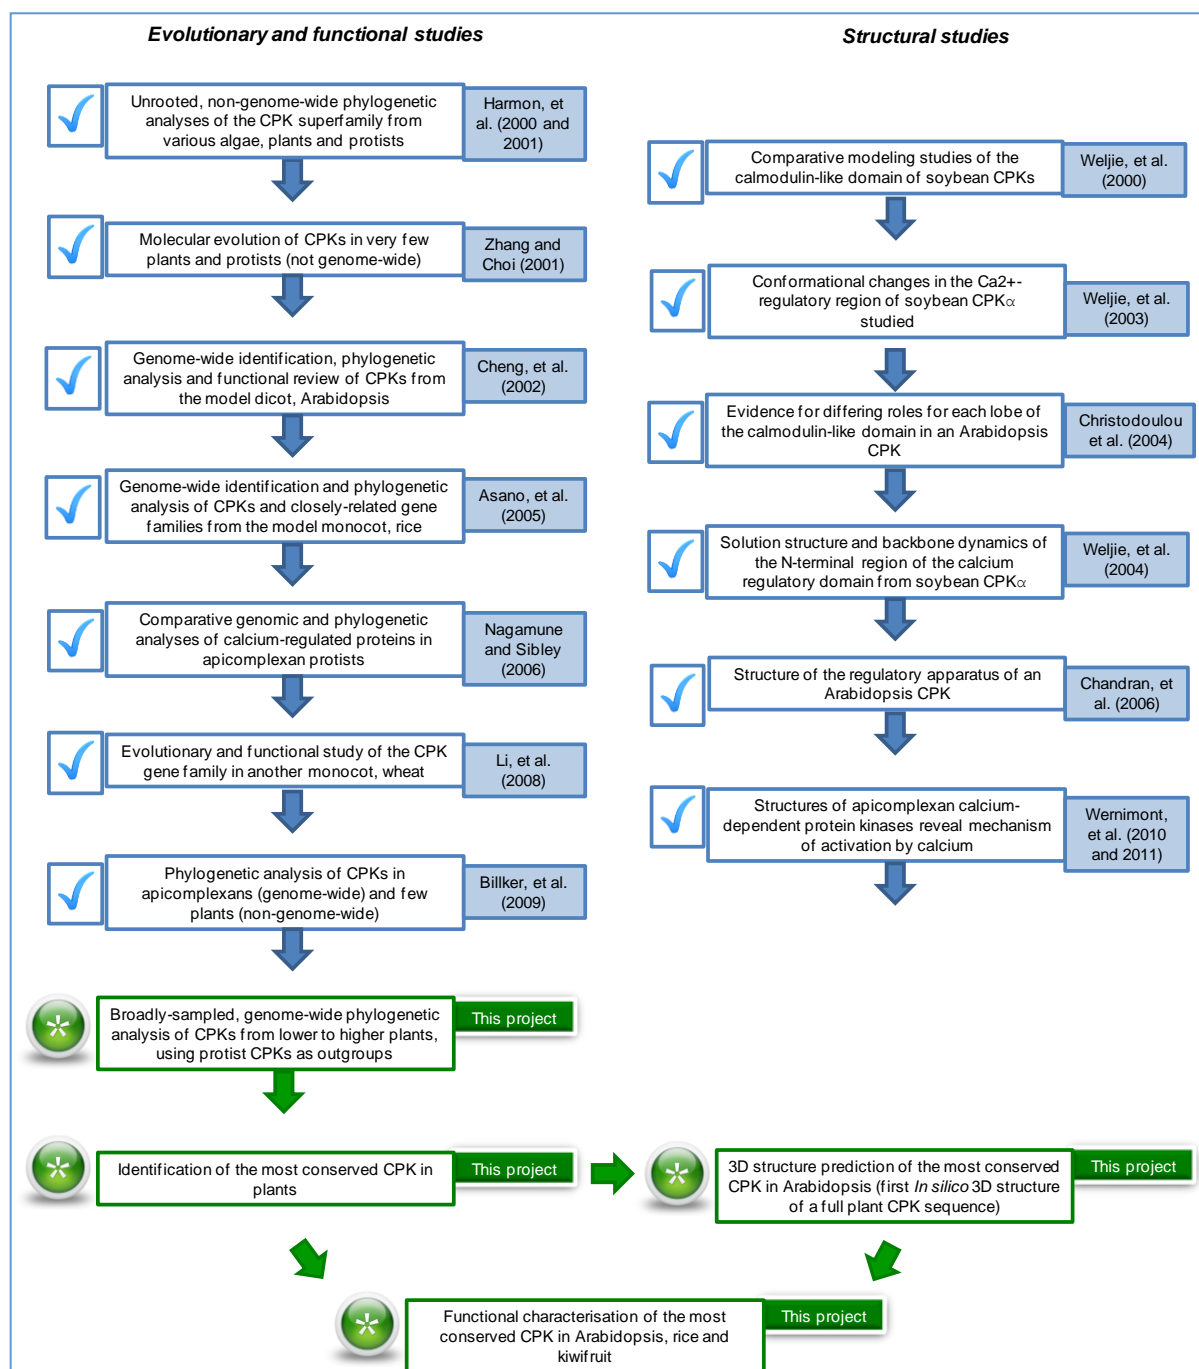 Evolutionary and functional studies
Unrooted, non-genome-wide phylogenetic
analyses of the CPK superfamily from
various algae, plants and protists
Harmon, et
al. (2000 and
2001)
Molecular evolution of CPKs in very few
plants and protists (not genome-wide)
Zhang and
Choi (2001)
Genome-wide identification, phylogenetic
analysis and functional review of CPKs from
the model dicot, Arabidopsis
Cheng, et al.
(2002)
Genome-wide identification and phylogenetic
analysis of CPKs and closely-related gene
families from the model monocot, rice
Asano, et al.
(2005)
Comparative genomic and phylogenetic
analyses of calcium-regulated proteins in
apicomplexan protists
Nagamune
and Sibley
(2006)
Evolutionary and functional study of the CPK
gene family in another monocot, wheat
Li, et al.
(2008)
Phylogenetic analysis of CPKs in
apicomplexans (genome-wide) and few
plants (non-genome-wide)
Billker, et al.
(2009)
Broadly-sampled, genome-wide phylogenetic
analysis of CPKs from lower to higher plants,
using protist CPKs as outgroups
This project
Identification of the most conserved CPK in
plants
This project
Structural studies
Comparative modeling studies of the
calmodulin-like domain of soybean CPKs
Weljie, et al.
(2000)
Conformational changes in the Ca2+-
regulatory region of soybean CPKα
studied
Weljie, et al.
(2003)
Evidence for differing roles for each lobe of
the calmodulin-like domain in an Arabidopsis
CPK
Christodoulou
et al. (2004)
Solution structure and backbone dynamics of
the N-terminal region of the calcium
regulatory domain from soybean CPKα
Weljie, et al.
(2004)
Structure of the regulatory apparatus of an
Arabidopsis CPK
Chandran, et
al. (2006)
Structures of apicomplexan calcium-
dependent protein kinases reveal mechanism
of activation by calcium
Wernimont,
et al. (2010
and 2011)
3D structure prediction of the most conserved
CPK in Arabidopsis (first In silico 3D structure
of a full plant CPK sequence)
This project
Functional characterisation of the most
conserved CPK in Arabidopsis, rice and
kiwifruit
This project